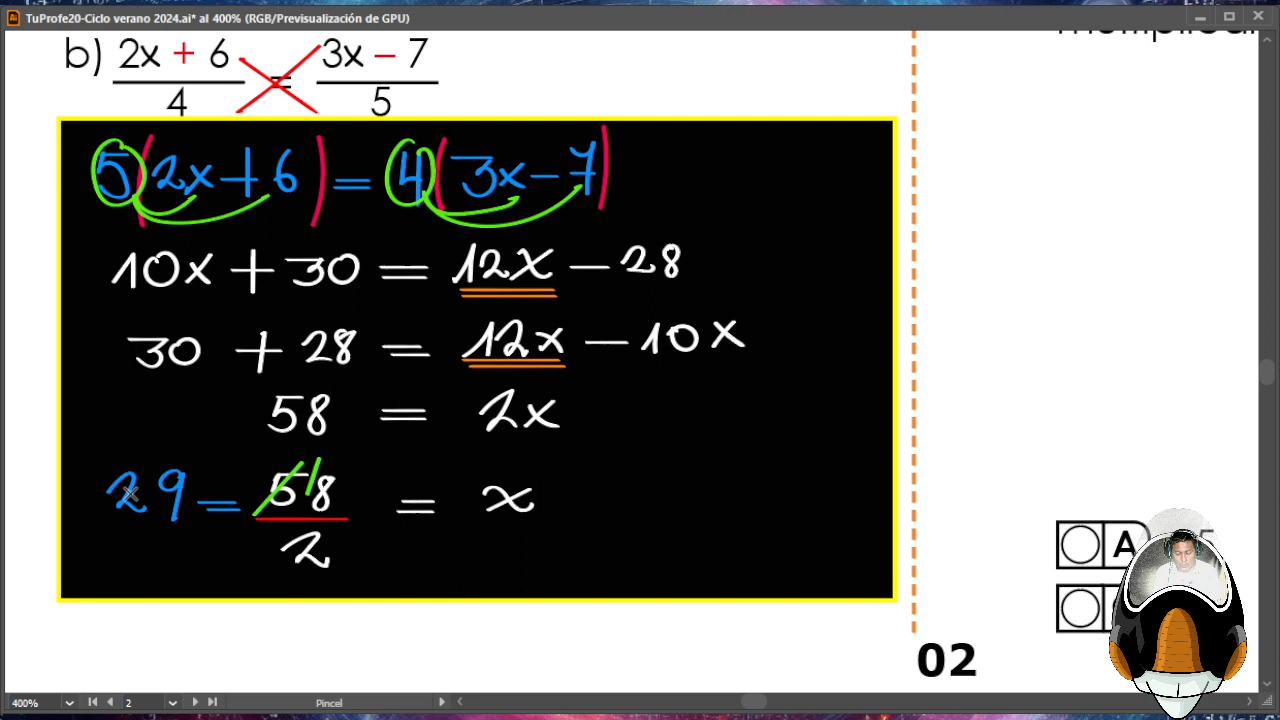 TuProfe20-Ciclo verano 2024.ai* al 400% (RGB/Previsualización de GPU)
b) 2x + 6 = 3x − 7
4 5
5(2x+6) = 4(3x−7)
10x + 30 = 12x − 28
30 + 28 = 12x − 10x
58 = 2x
29 = 58 = x
2
A
02
400% 2 Pincel